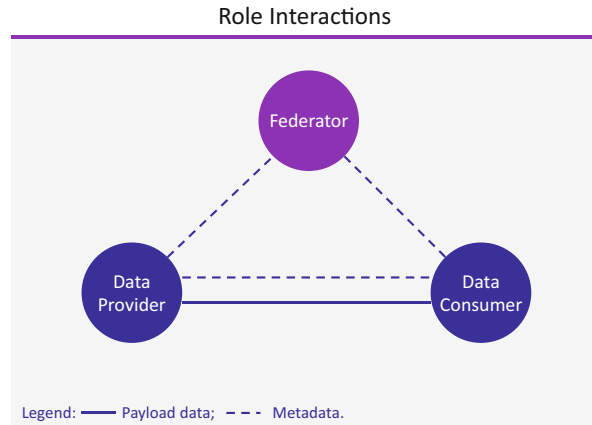 Role Interactions
Federator
Data
Provider
Data
Consumer
Legend: Payload data; Metadata.